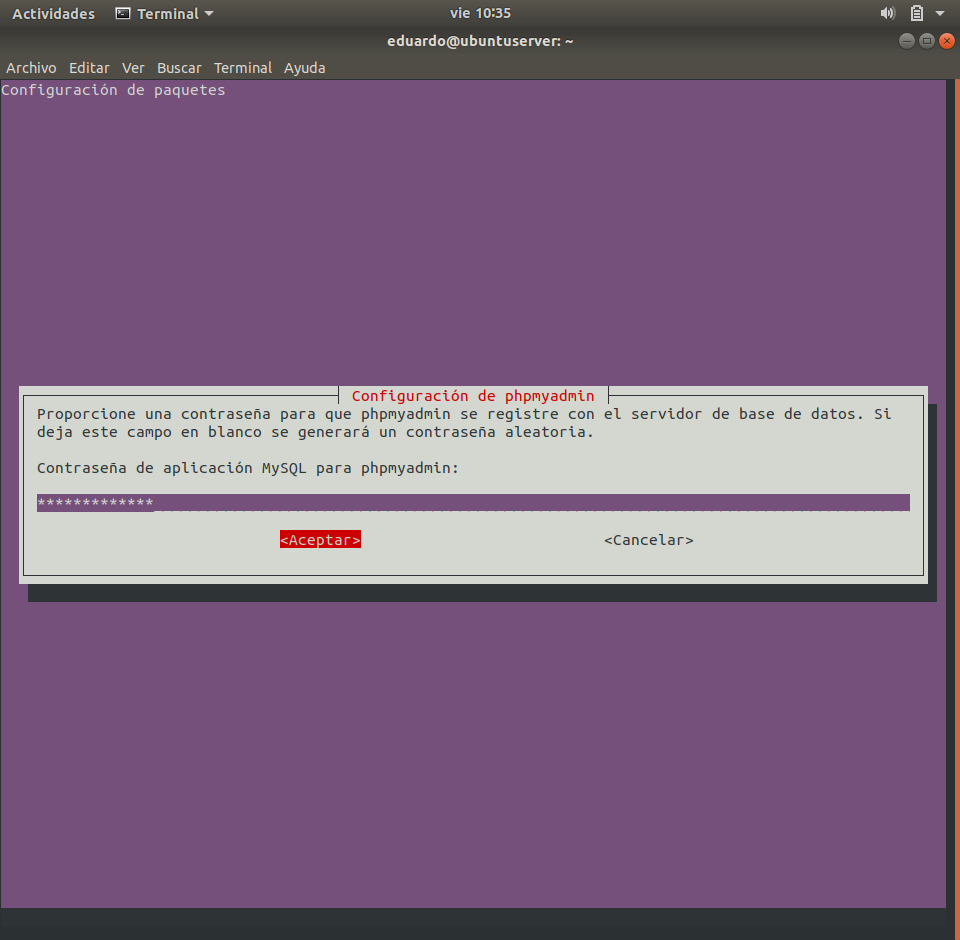 Actividades Terminal vie 10:35
eduardo@ubuntuserver: ~
Archivo Editar Ver Buscar Terminal Ayuda
Configuración de paquetes
Configuración de phpmyadmin
Proporcione una contraseña para que phpmyadmin se registre con el servidor de base de datos. Si
deja este campo en blanco se generará un contraseña aleatoria.
Contraseña de aplicación MySQL para phpmyadmin:
*************
<Aceptar> <Cancelar>